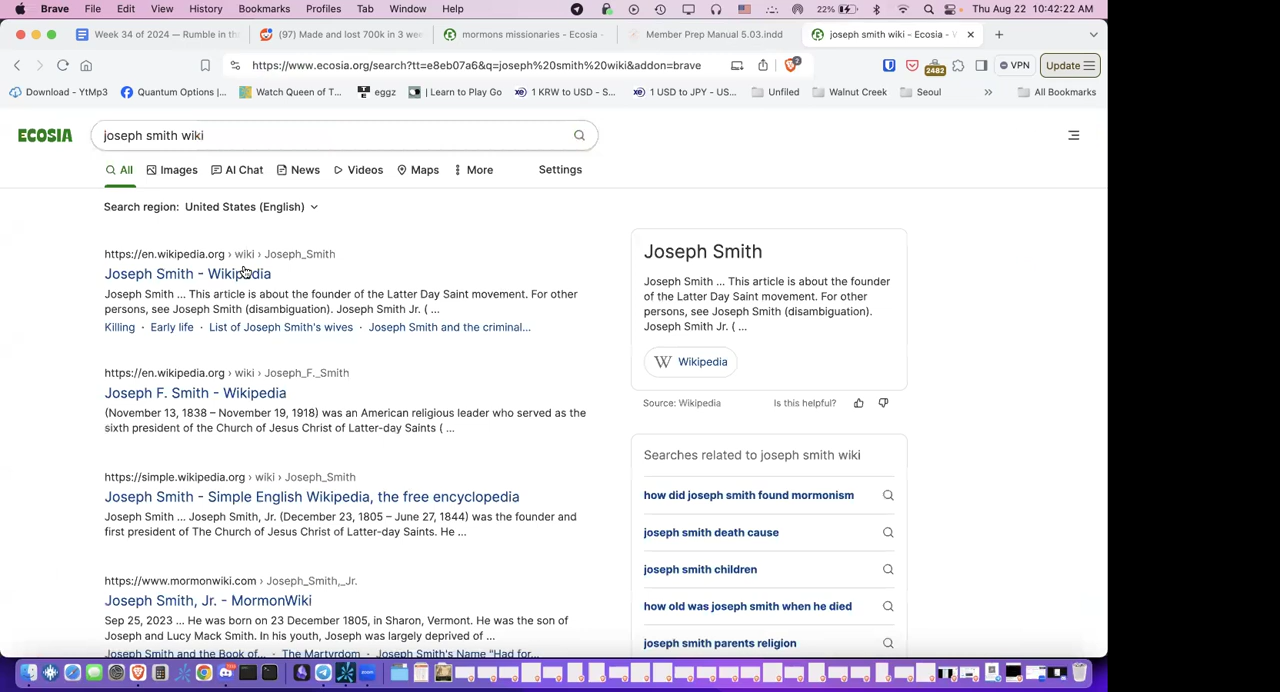 Brave File Edit View History Bookmarks Profiles Tab Window Help 22% Thu Aug 22 10:42:22 AM
Week 34 of 2024 — Rumble in th
(97) Made and lost 700k in 3 wee
mormons missionaries - Ecosia -
Member Prep Manual 5.03.indd
joseph smith wiki - Ecosia - V
https://www.ecosia.org/search?tt=e8eb07a6&q=joseph%20smith%20wiki&addon=brave
2
2482
VPN
Update
Download - YtMp3
Quantum Options |...
Watch Queen of T...
eggz
| Learn to Play Go
1 KRW to USD - S...
1 USD to JPY - US...
Unfiled
Walnut Creek
Seoul
»
All Bookmarks
ECOSIA
joseph smith wiki
All Images AI Chat News Videos Maps More Settings
Search region: United States (English)
https://en.wikipedia.org › wiki › Joseph_Smith
Joseph Smith - Wikipedia
Joseph Smith ... This article is about the founder of the Latter Day Saint movement. For other
persons, see Joseph Smith (disambiguation). Joseph Smith Jr. ( ...
Killing · Early life · List of Joseph Smith's wives · Joseph Smith and the criminal...
https://en.wikipedia.org › wiki › Joseph_F._Smith
Joseph F. Smith - Wikipedia
(November 13, 1838 – November 19, 1918) was an American religious leader who served as the
sixth president of the Church of Jesus Christ of Latter-day Saints ( ...
https://simple.wikipedia.org › wiki › Joseph_Smith
Joseph Smith - Simple English Wikipedia, the free encyclopedia
Joseph Smith ... Joseph Smith, Jr. (December 23, 1805 – June 27, 1844) was the founder and
first president of The Church of Jesus Christ of Latter-day Saints. He ...
https://www.mormonwiki.com › Joseph_Smith,_Jr.
Joseph Smith, Jr. - MormonWiki
Sep 25, 2023 ... He was born on 23 December 1805, in Sharon, Vermont. He was the son of
Joseph and Lucy Mack Smith. In his youth, Joseph was largely deprived of ...
Joseph Smith and the Book of... · The Martyrdom · Joseph Smith's Name "Had for...
Joseph Smith
Joseph Smith ... This article is about the founder
of the Latter Day Saint movement. For other
persons, see Joseph Smith (disambiguation).
Joseph Smith Jr. ( ...
W Wikipedia
Source: Wikipedia Is this helpful?
Searches related to joseph smith wiki
how did joseph smith found mormonism
joseph smith death cause
joseph smith children
how old was joseph smith when he died
joseph smith parents religion